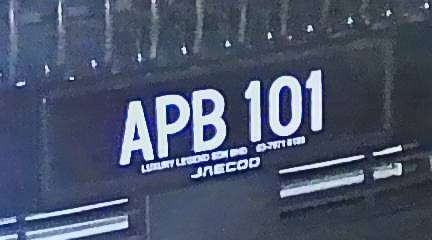 APB 101
LUXURY LEGEND SDN BHD
JAECOO